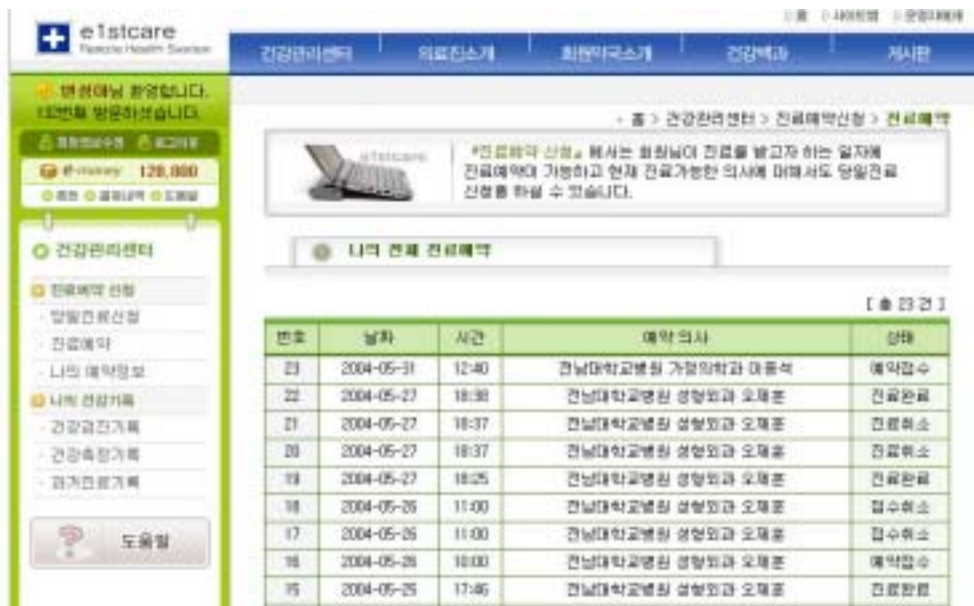 홈 사이트맵
e1stcare
Remote Health System
건강관리센터 의료진소개 회원약국소개 건강백과 게시판
환영합니다.
방문하셨습니다.
회원정보수정 로그아웃
e-money 128,000
도움말
건강관리센터
진료예약 신청
당일진료신청
진료예약
나의 예약정보
나의 건강기록
건강검진기록
건강측정기록
과거진료기록
도움말
홈 > 건강관리센터 > 진료예약신청 > 진료예약
e1stcare
『진료예약 신청』에서는 회원님이 진료를 받고자 하는 일자에
진료예약이 가능하고 현재 진료가능한 의사에 대해서도 당일진료
신청를 하실 수 있습니다.
나의 전체 진료예약
[ 총 23 건 ]
번호 날짜 시간 예약 의사 상태
23 2004-05-31 12:40 전남대학교병원 가정의학과 예약접수
22 2004-05-27 전남대학교병원 성형외과 오재훈 진료완료
21 2004-05-27 18:37 전남대학교병원 성형외과 오재훈 진료취소
20 2004-05-27 18:37 전남대학교병원 성형외과 오재훈 진료취소
19 2004-05-27 18:25 전남대학교병원 성형외과 오재훈 진료완료
18 2004-05-26 11:00 전남대학교병원 성형외과 오재훈 접수취소
17 2004-05-26 11:00 전남대학교병원 성형외과 오재훈 접수취소
16 2004-05-26 10:00 전남대학교병원 성형외과 오재훈 예약접수
15 2004-05-25 17:46 전남대학교병원 성형외과 오재훈 진료완료